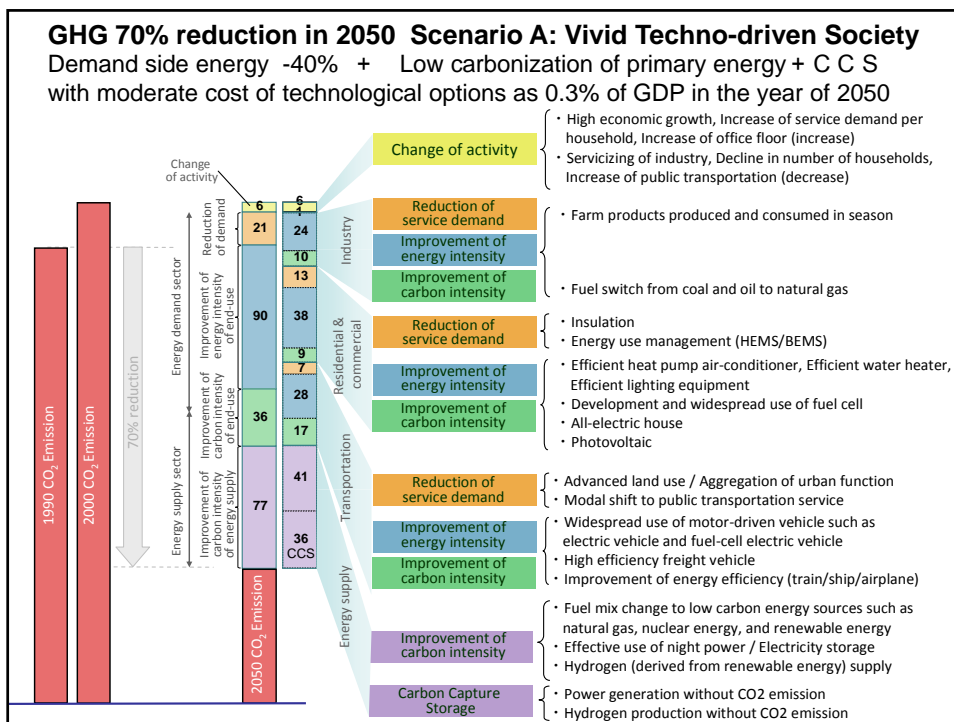 GHG 70% reduction in 2050 Scenario A: Vivid Techno-driven Society
Demand side energy -40% + Low carbonization of primary energy + C C S
with moderate cost of technological options as 0.3% of GDP in the year of 2050
1990 CO2 Emission
2000 CO2 Emission
70% reduction
Energy demand sector
Energy supply sector
Change
of activity
Reduction
of demand
Improvement of
energy intensity
of end-use
Improvement of
carbon intensity
of end-use
Improvement of
carbon intensity
of energy supply
6
21
90
36
77
2050 CO2 Emission
6
1
24
10
13
38
9
7
28
17
41
36
CCS
Industry
Residential &
commercial
Transportation
Energy supply
Change of activity
・High economic growth, Increase of service demand per
household, Increase of office floor (increase)
・Servicizing of industry, Decline in number of households,
Increase of public transportation (decrease)
Reduction of
service demand
Improvement of
energy intensity
Improvement of
carbon intensity
・Farm products produced and consumed in season
・Fuel switch from coal and oil to natural gas
Reduction of
service demand
・Insulation
・Energy use management (HEMS/BEMS)
Improvement of
energy intensity
Improvement of
carbon intensity
・Efficient heat pump air-conditioner, Efficient water heater,
Efficient lighting equipment
・Development and widespread use of fuel cell
・All-electric house
・Photovoltaic
Reduction of
service demand
・Advanced land use / Aggregation of urban function
・Modal shift to public transportation service
Improvement of
energy intensity
Improvement of
carbon intensity
・Widespread use of motor-driven vehicle such as
electric vehicle and fuel-cell electric vehicle
・High efficiency freight vehicle
・Improvement of energy efficiency (train/ship/airplane)
Improvement of
carbon intensity
・Fuel mix change to low carbon energy sources such as
natural gas, nuclear energy, and renewable energy
・Effective use of night power / Electricity storage
・Hydrogen (derived from renewable energy) supply
Carbon Capture
Storage
・Power generation without CO2 emission
・Hydrogen production without CO2 emission